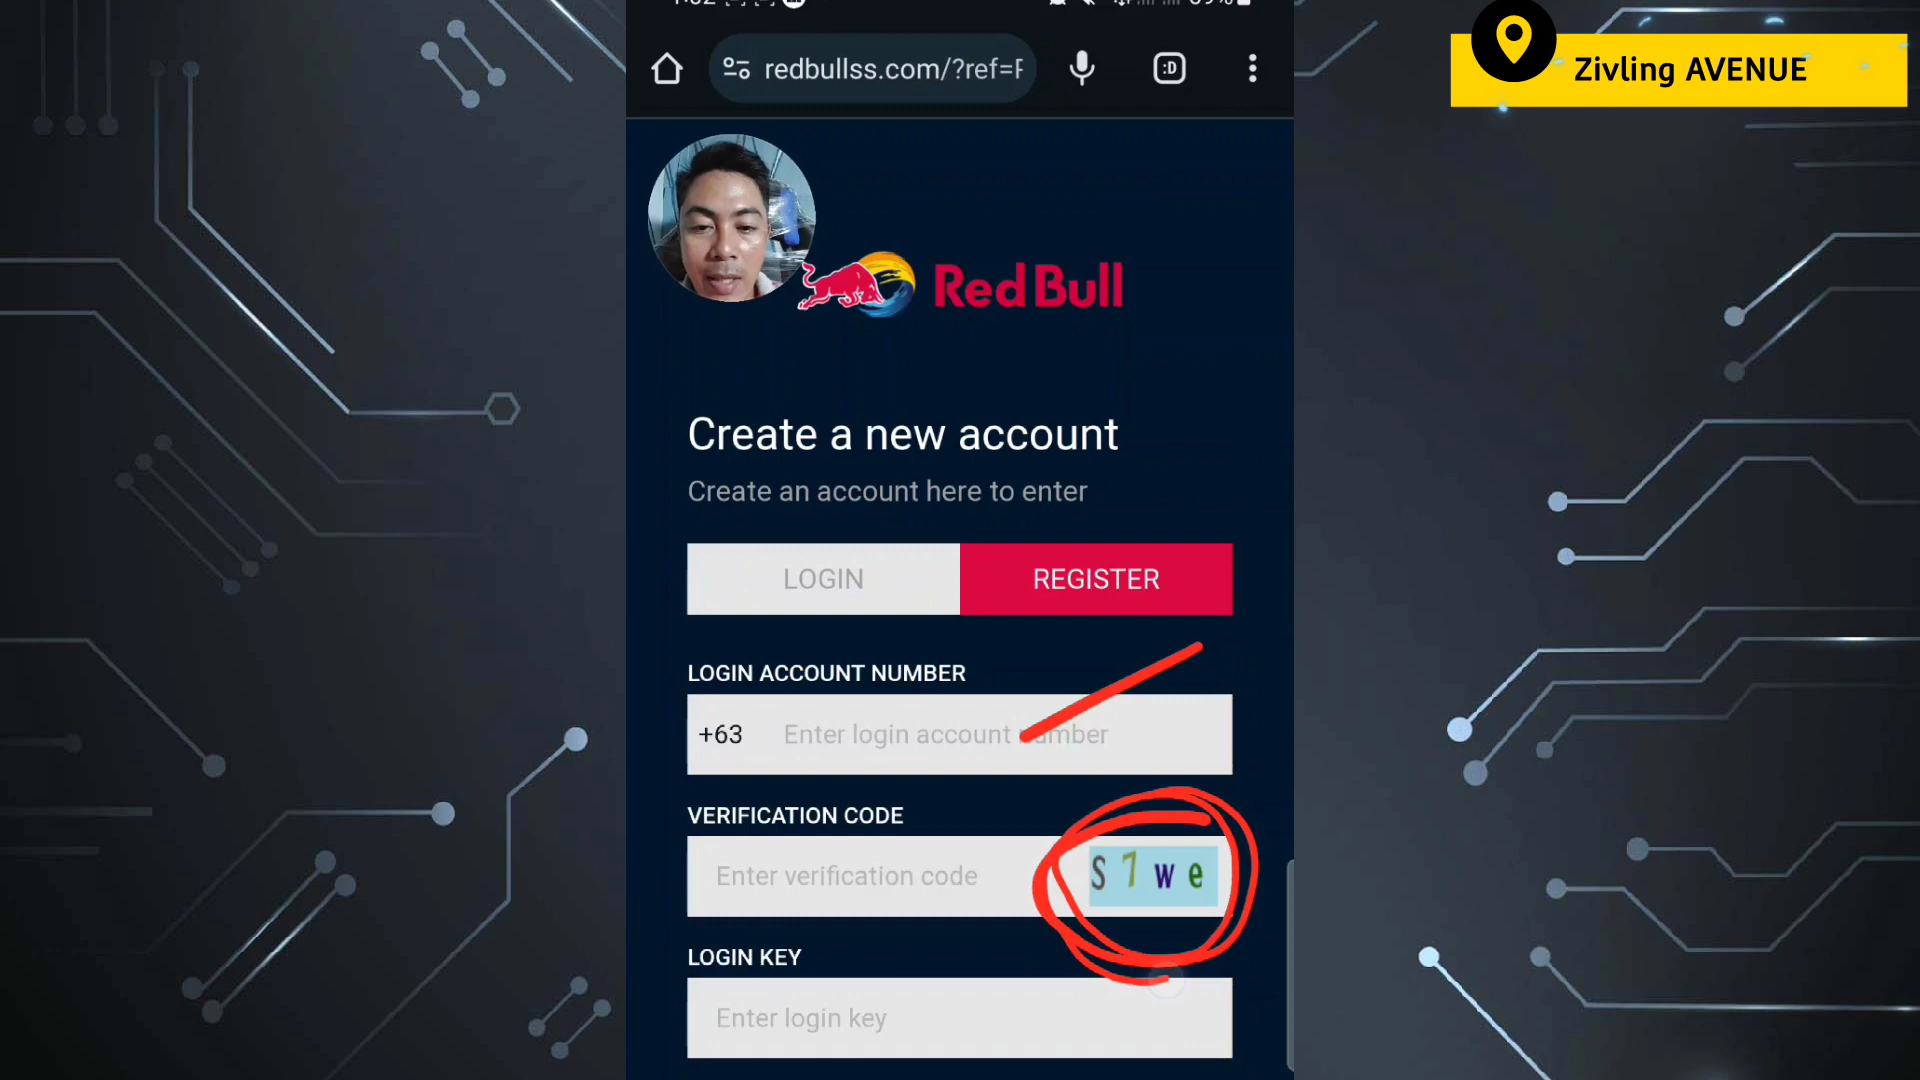 redbullss.com/?ref=F
:D
Zivling AVENUE
Red Bull
Create a new account
Create an account here to enter
LOGIN
REGISTER
LOGIN ACCOUNT NUMBER
+63
Enter login account number
VERIFICATION CODE
Enter verification code
S7we
LOGIN KEY
Enter login key